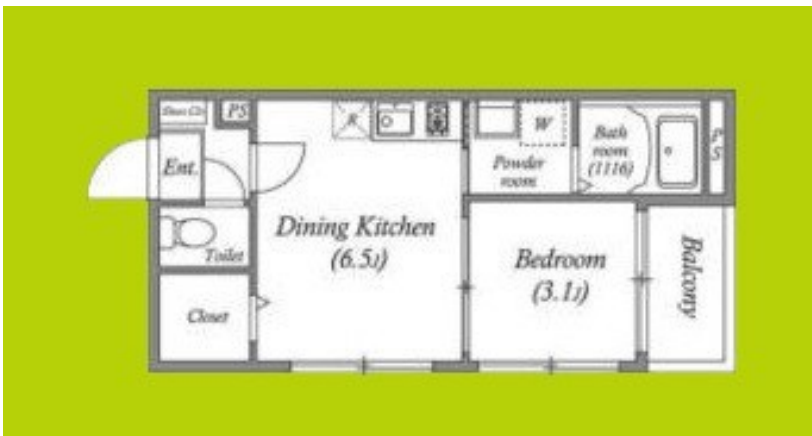 Shoes Clo
PS
Ent.
Toilet
Closet
Dining Kitchen
(6.5J)
R
W
Powder
room
Bath
room
(1116)
PS
Bedroom
(3.1J)
Balcony